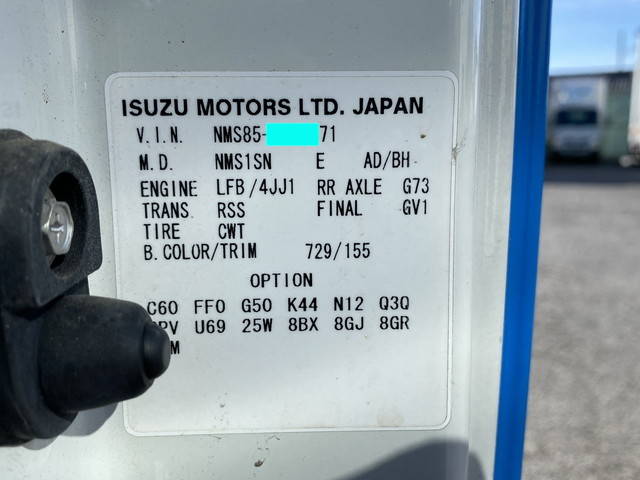 ISUZU MOTORS LTD. JAPAN
V.I.N. NMS85- 71
M.D. NMS1SN E AD/BH
ENGINE LFB/4JJ1 RR AXLE G73
TRANS RSS FINAL GV1
TIRE CWT
B.COLOR/TRIM 729/155
OPTION
C60 FF0 G50 K44 N12 Q3Q
U69 25W 8BX 8GJ 8GR